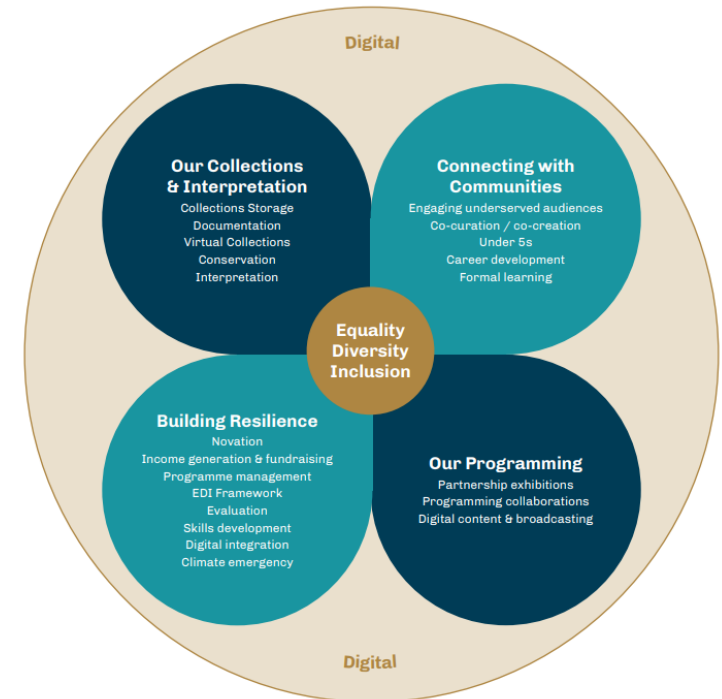 Digital
Our Collections
& Interpretation
Collections Storage
Documentation
Virtual Collections
Conservation
Interpretation
Connecting with
Communities
Engaging underserved audiences
Co-curation / co-creation
Under 5s
Career development
Formal learning
Equality
Diversity
Inclusion
Building Resilience
Novation
Income generation & fundraising
Programme management
EDI Framework
Evaluation
Skills development
Digital integration
Climate emergency
Our Programming
Partnership exhibitions
Programming collaborations
Digital content & broadcasting
Digital